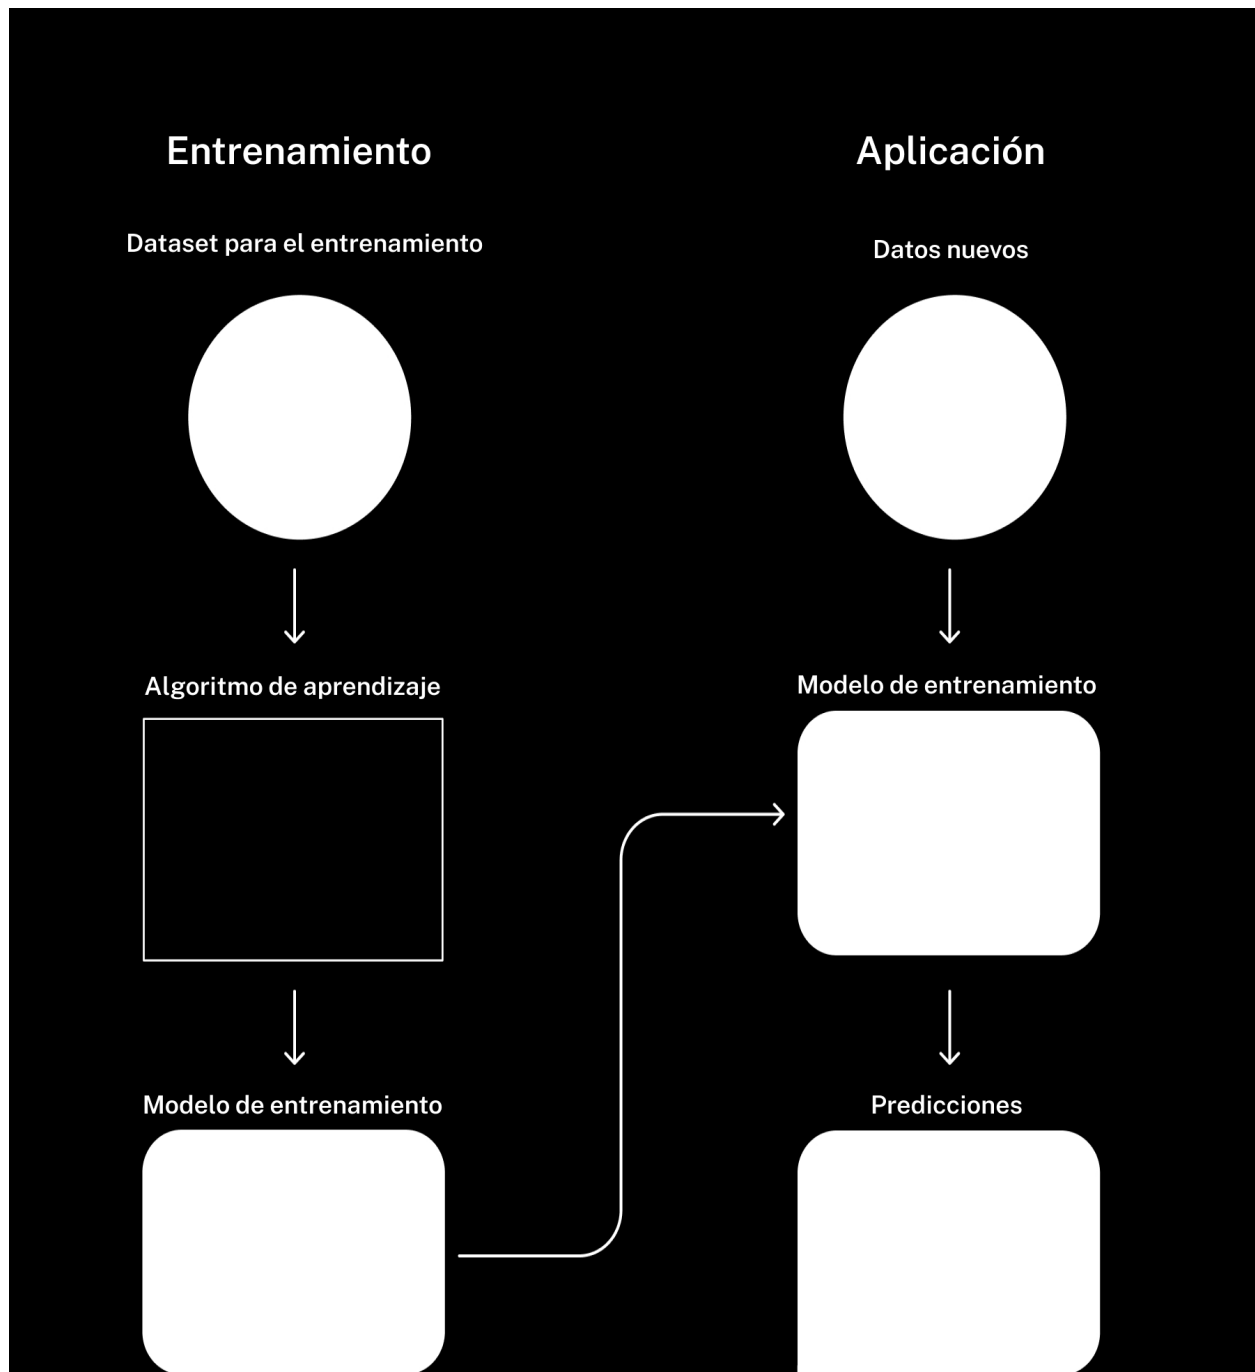 Entrenamiento
Dataset para el entrenamiento
Algoritmo de aprendizaje
Modelo de entrenamiento
Aplicación
Datos nuevos
Modelo de entrenamiento
Predicciones